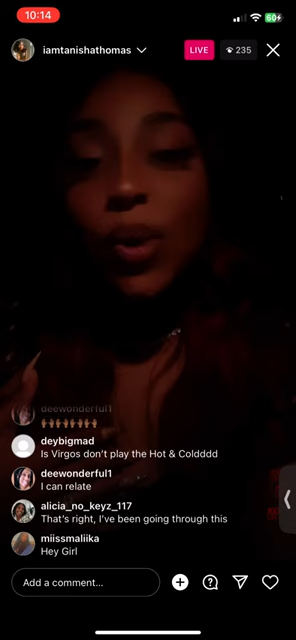 10:14
60
iamtanishathomas
LIVE
235
deewonderful1
deybigmad
Is Virgos don't play the Hot & Coldddd
deewonderful1
I can relate
alicia_no_keyz_117
That's right, I've been going through this
miissmaliika
Hey Girl
Add a comment...